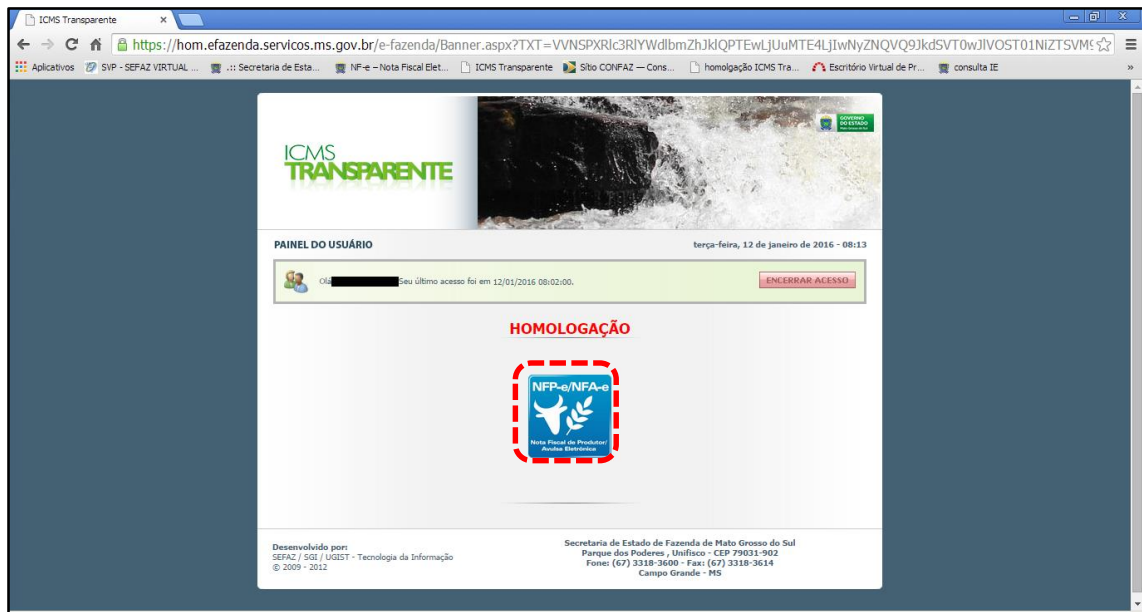 ICMS Transparente
https://hom.efazenda.servicos.ms.gov.br/e-fazenda/Banner.aspx?TXT=
Aplicativos SVP - SEFAZ VIRTUAL ... .:: Secretaria de Esta... NF-e – Nota Fiscal Elet... ICMS Transparente Sítio CONFAZ — Cons... homolgação ICMS Tra... Escritório Virtual de Pr... consulta IE »
GOVERNO
DO ESTADO
Mato Grosso do Sul
ICMS
TRANSPARENTE
PAINEL DO USUÁRIO terça-feira, 12 de janeiro de 2016 - 08:13
Olá Seu último acesso foi em 12/01/2016 08:02:00. ENCERRAR ACESSO
HOMOLOGAÇÃO
NFP-e/NFA-e
Nota Fiscal de Produtor/
Avulsa Eletrônica
Desenvolvido por:
SEFAZ / SGI / UGIST - Tecnologia da Informação
© 2009 - 2012
Secretaria de Estado de Fazenda de Mato Grosso do Sul
Parque dos Poderes , Unifisco - CEP 79031-902
Fone: (67) 3318-3600 - Fax: (67) 3318-3614
Campo Grande - MS